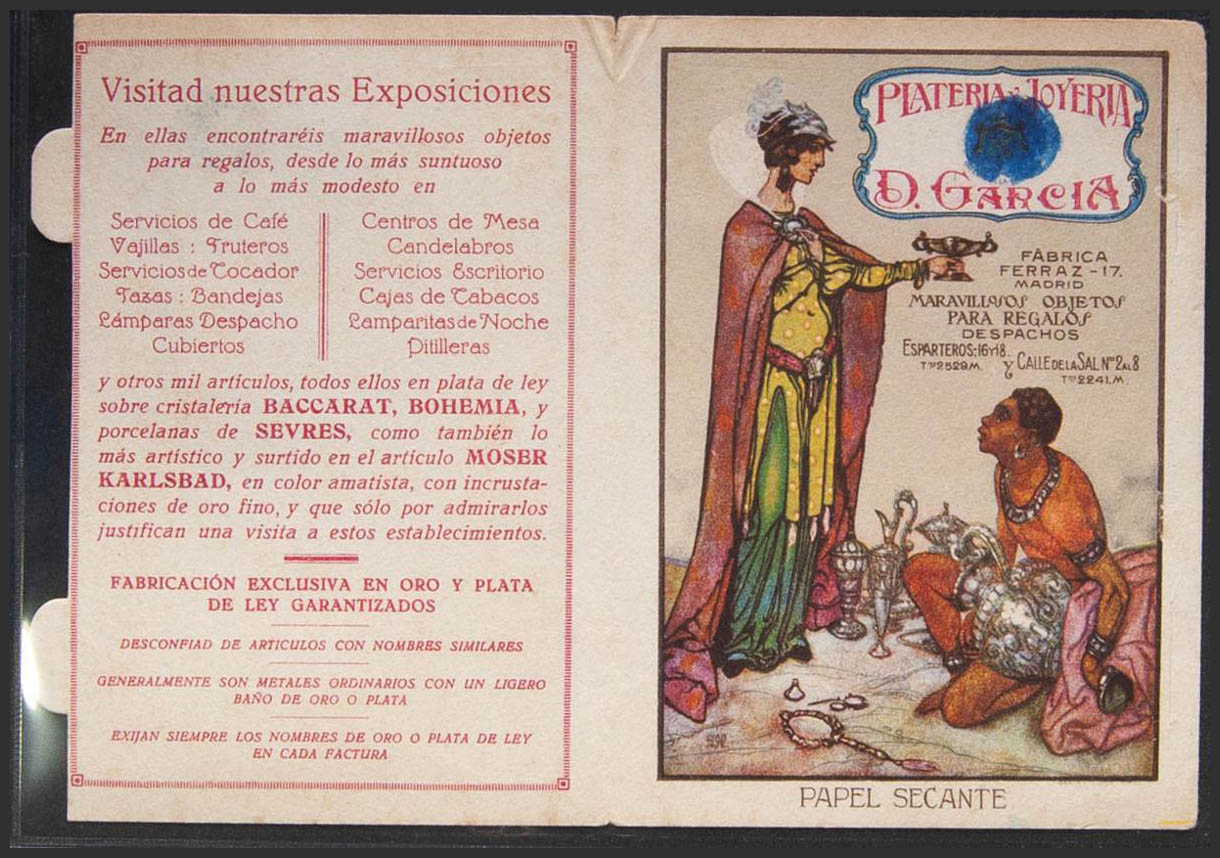 Visitad nuestras Exposiciones
En ellas encontraréis maravillosos objetos
para regalos, desde lo más suntuoso
a lo más modesto en
Servicios de Café
Vajillas : Fruteros
Servicios de Tocador
Tazas : Bandejas
Lámparas Despacho
Cubiertos
Centros de Mesa
Candelabros
Servicios Escritorio
Cajas de Tabacos
Lamparitas de Noche
Pitilleras
y otros mil artículos, todos ellos en plata de ley
sobre cristalería BACCARAT, BOHEMIA, y
porcelanas de SEVRES, como también lo
más artístico y surtido en el artículo MOSER
KARLSBAD, en color amatista, con incrusta-
ciones de oro fino, y que sólo por admirarlos
justifican una visita a estos establecimientos.
FABRICACIÓN EXCLUSIVA EN ORO Y PLATA
DE LEY GARANTIZADOS
DESCONFIAD DE ARTICULOS CON NOMBRES SIMILARES
GENERALMENTE SON METALES ORDINARIOS CON UN LIGERO
BAÑO DE ORO O PLATA
EXIJAN SIEMPRE LOS NOMBRES DE ORO O PLATA DE LEY
EN CADA FACTURA
PLATERIA Y JOYERIA
D. GARCIA
FÁBRICA
FERRAZ - 17.
MADRID
MARAVILLOSOS OBJETOS
PARA REGALOS
DESPACHOS
ESPARTEROS-16 Y 18.
Tno 2529 M.
Y CALLE DE LA SAL, Nos 2 AL 8
Tno 2241. M.
PAPEL SECANTE